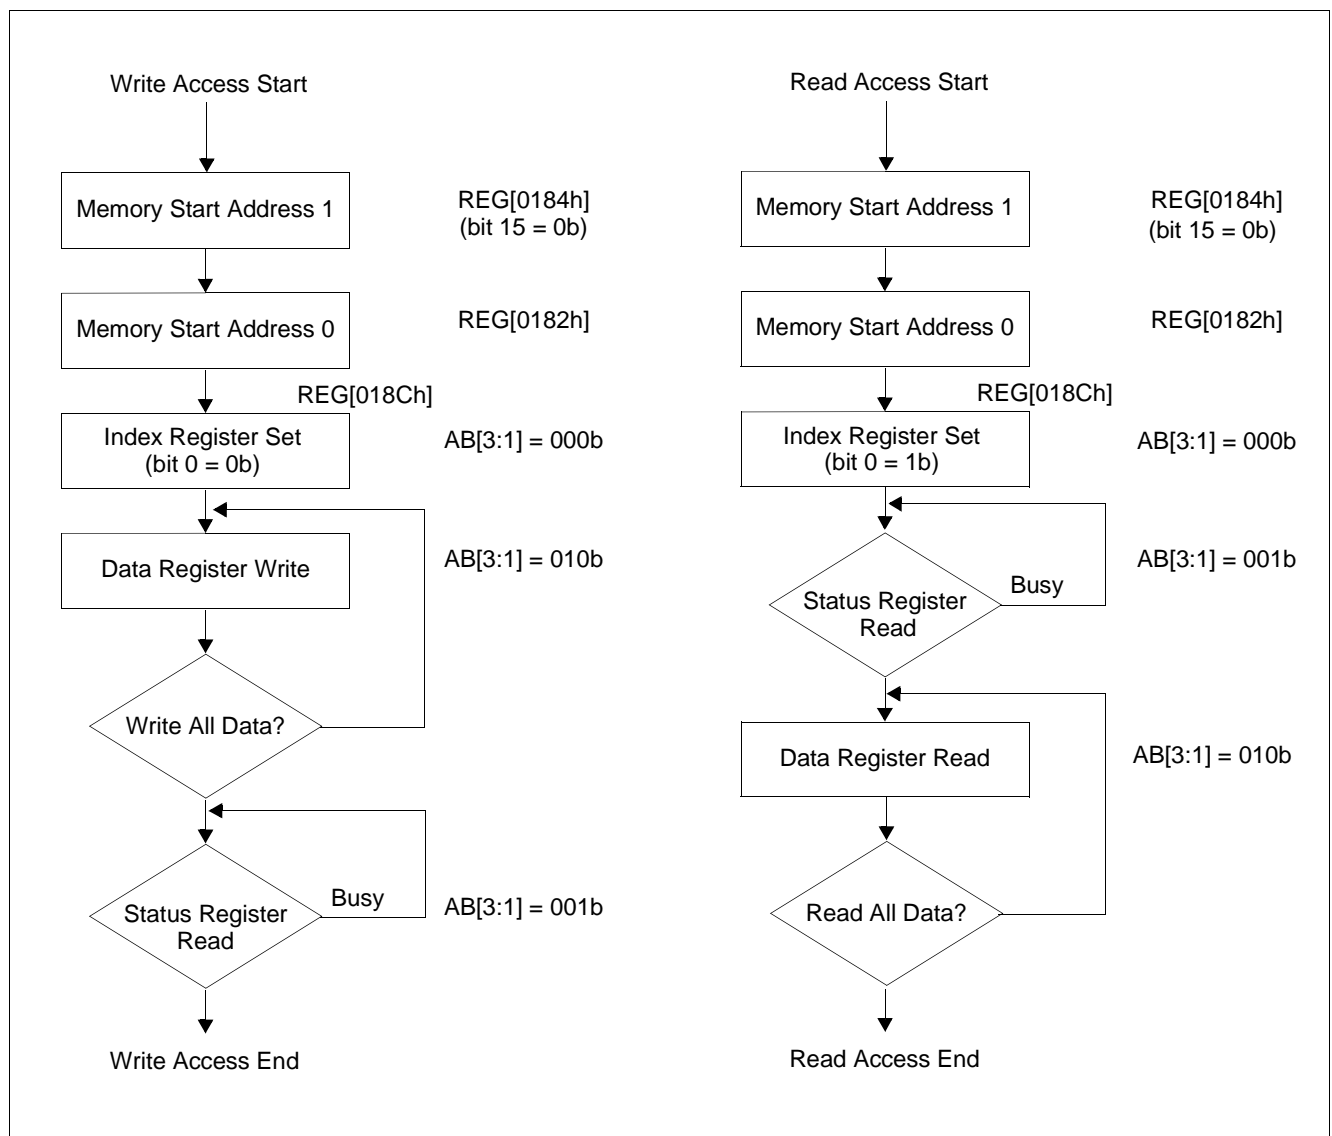 Write Access Start
Memory Start Address 1
REG[0184h]
(bit 15 = 0b)
Memory Start Address 0
REG[0182h]
REG[018Ch]
Index Register Set
(bit 0 = 0b)
AB[3:1] = 000b
Data Register Write
AB[3:1] = 010b
Write All Data?
Status Register
Read
Busy
AB[3:1] = 001b
Write Access End
Read Access Start
Memory Start Address 1
REG[0184h]
(bit 15 = 0b)
Memory Start Address 0
REG[0182h]
REG[018Ch]
Index Register Set
(bit 0 = 1b)
AB[3:1] = 000b
Status Register
Read
Busy
AB[3:1] = 001b
Data Register Read
AB[3:1] = 010b
Read All Data?
Read Access End